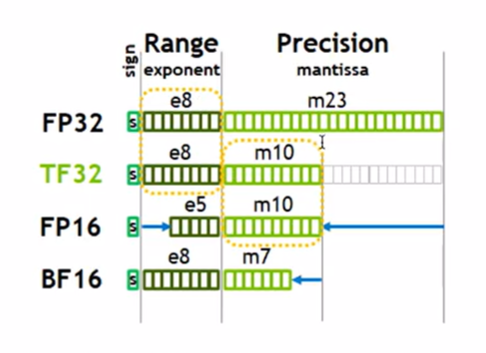 sign
Range
Precision
exponent
mantissa
e8
m23
FP32
s
e8
m10
TF32
s
e5
m10
FP16
s
e8
m7
BF16
s